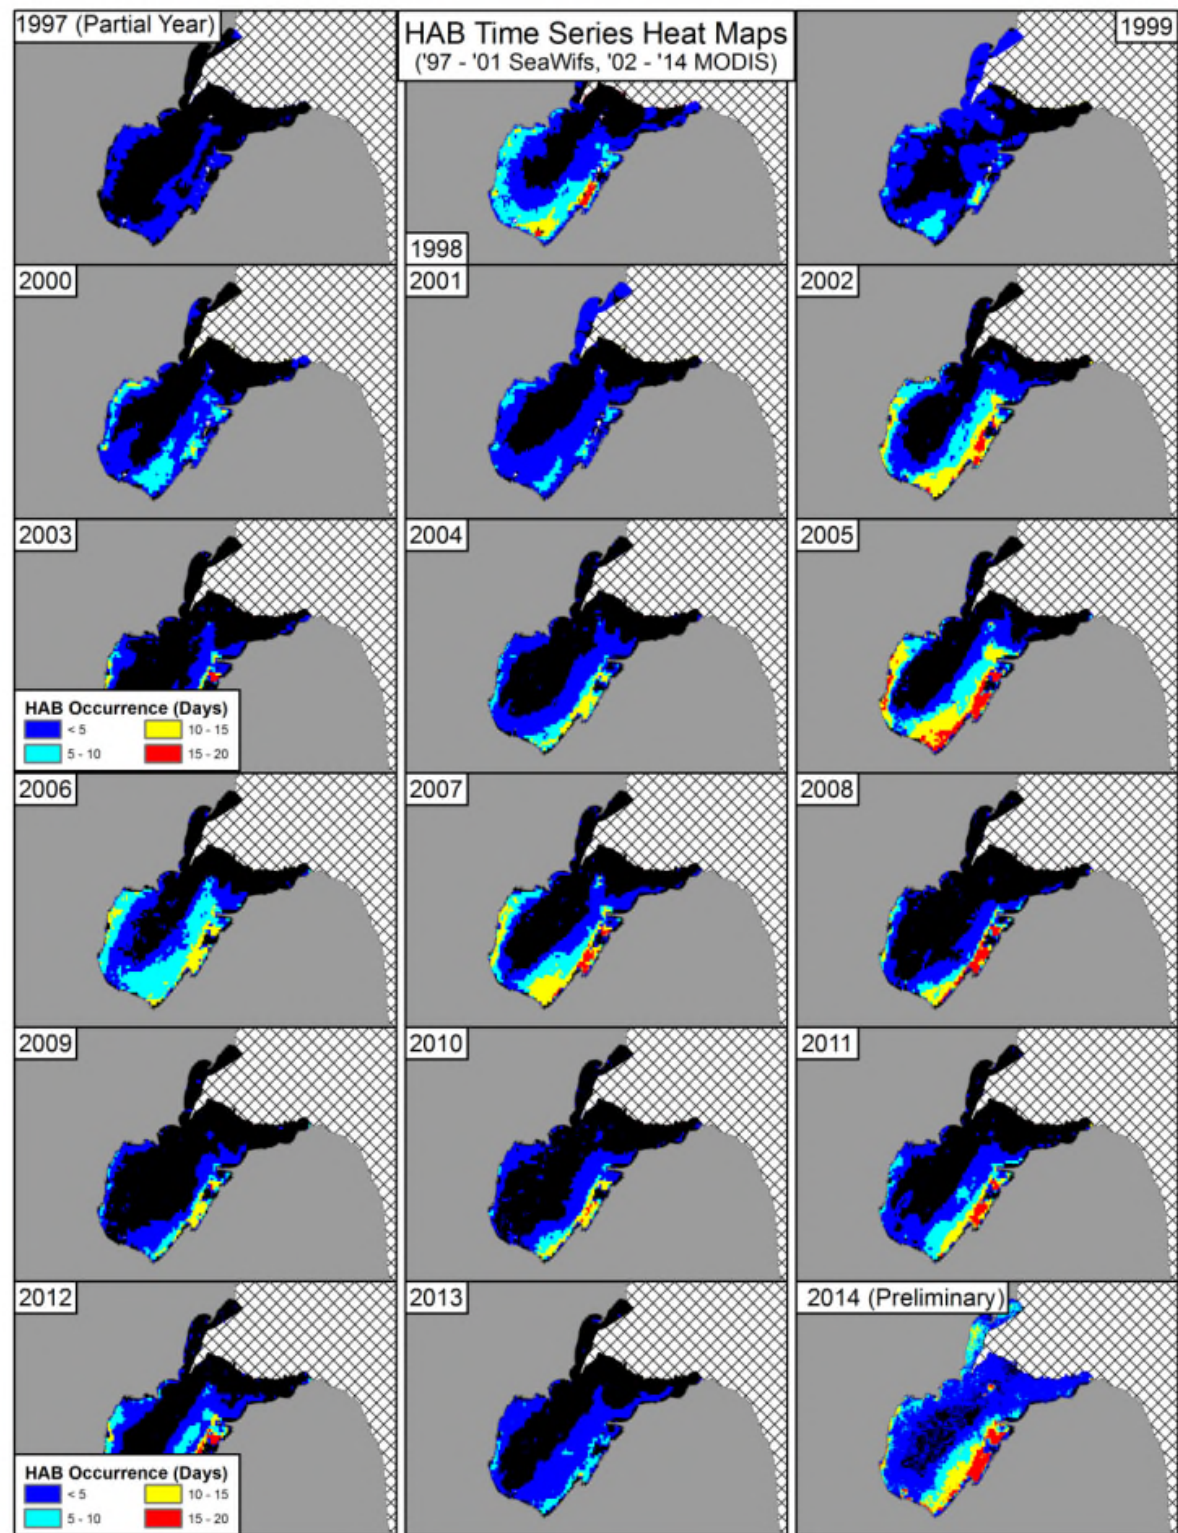 1997 (Partial Year)
HAB Time Series Heat Maps
('97 - '01 SeaWifs, '02 - '14 MODIS)
1999
1998
2000
2001
2002
2003
2004
2005
HAB Occurrence (Days)
< 5
10 - 15
5 - 10
15 - 20
2006
2007
2008
2009
2010
2011
2012
2013
2014 (Preliminary)
HAB Occurrence (Days)
< 5
10 - 15
5 - 10
15 - 20